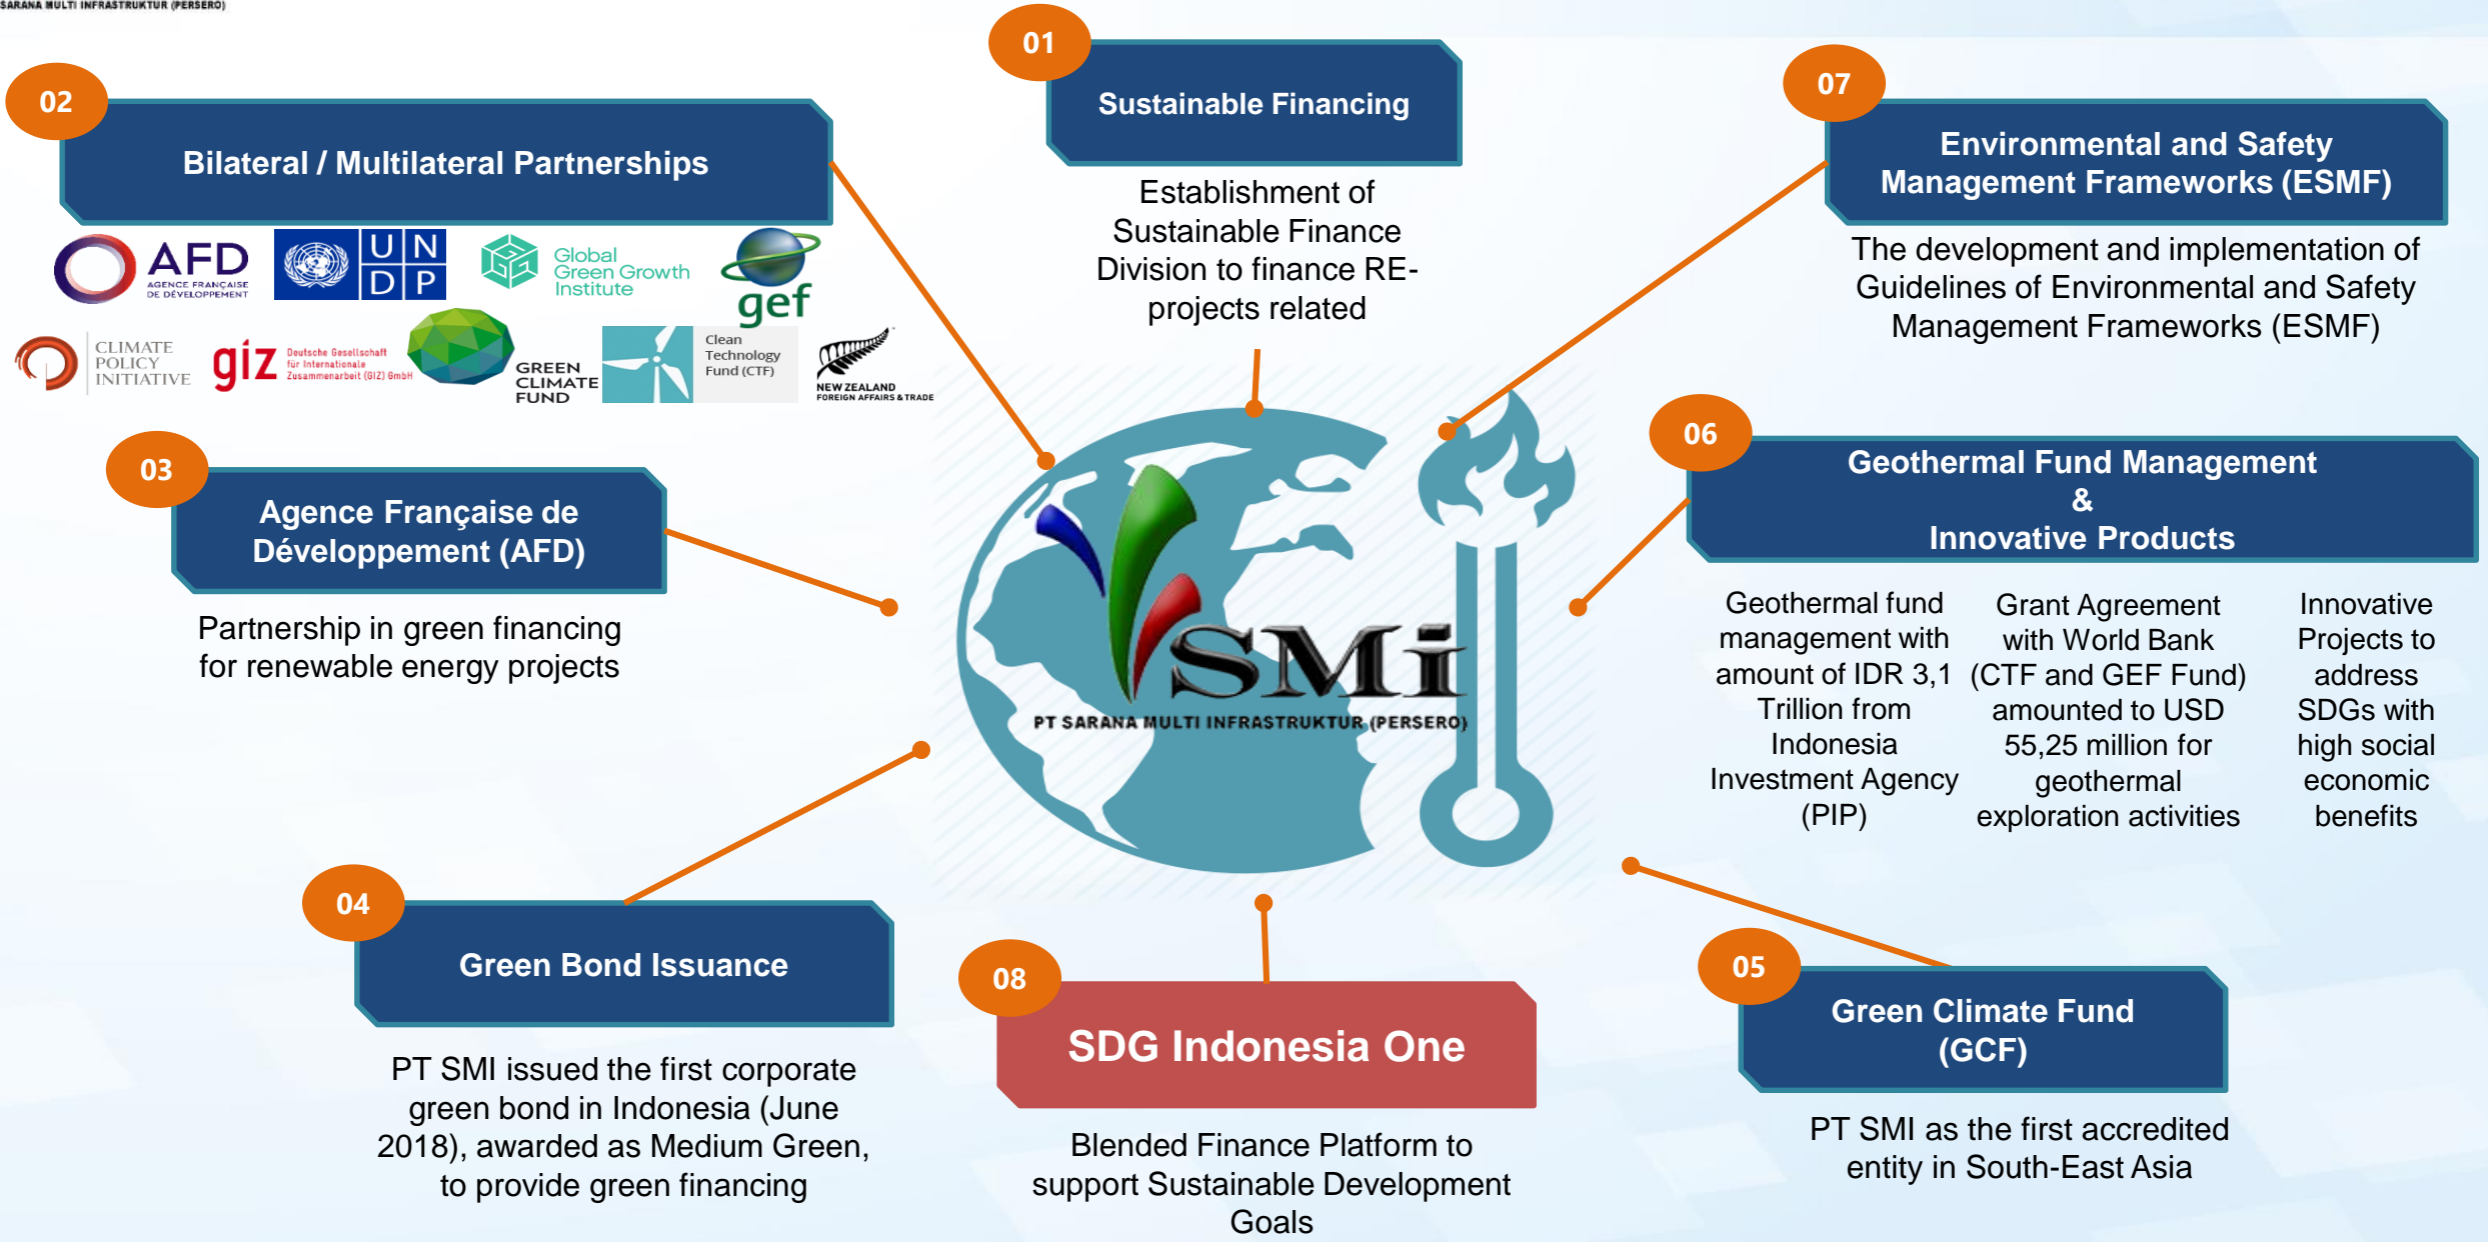 SARANA MULTI INFRASTRUKTUR (PERSERO)
01
Sustainable Financing
Establishment of
Sustainable Finance
Division to finance RE-
projects related
02
Bilateral / Multilateral Partnerships
AFD
AGENCE FRANÇAISE
DE DÉVELOPPEMENT
U N
D P
Global
Green Growth
Institute
gef
CLIMATE
POLICY
INITIATIVE
giz
Deutsche Gesellschaft
für Internationale
Zusammenarbeit (GIZ) GmbH
GREEN
CLIMATE
FUND
Clean
Technology
Fund (CTF)
NEW ZEALAND
FOREIGN AFFAIRS & TRADE
03
Agence Française de
Développement (AFD)
Partnership in green financing
for renewable energy projects
04
Green Bond Issuance
PT SMI issued the first corporate
green bond in Indonesia (June
2018), awarded as Medium Green,
to provide green financing
SMi
PT SARANA MULTI INFRASTRUKTUR (PERSERO)
08
SDG Indonesia One
Blended Finance Platform to
support Sustainable Development
Goals
07
Environmental and Safety
Management Frameworks (ESMF)
The development and implementation of
Guidelines of Environmental and Safety
Management Frameworks (ESMF)
06
Geothermal Fund Management
&
Innovative Products
Geothermal fund
management with
amount of IDR 3,1
Trillion from
Indonesia
Investment Agency
(PIP)
Grant Agreement
with World Bank
(CTF and GEF Fund)
amounted to USD
55,25 million for
geothermal
exploration activities
Innovative
Projects to
address
SDGs with
high social
economic
benefits
05
Green Climate Fund
(GCF)
PT SMI as the first accredited
entity in South-East Asia